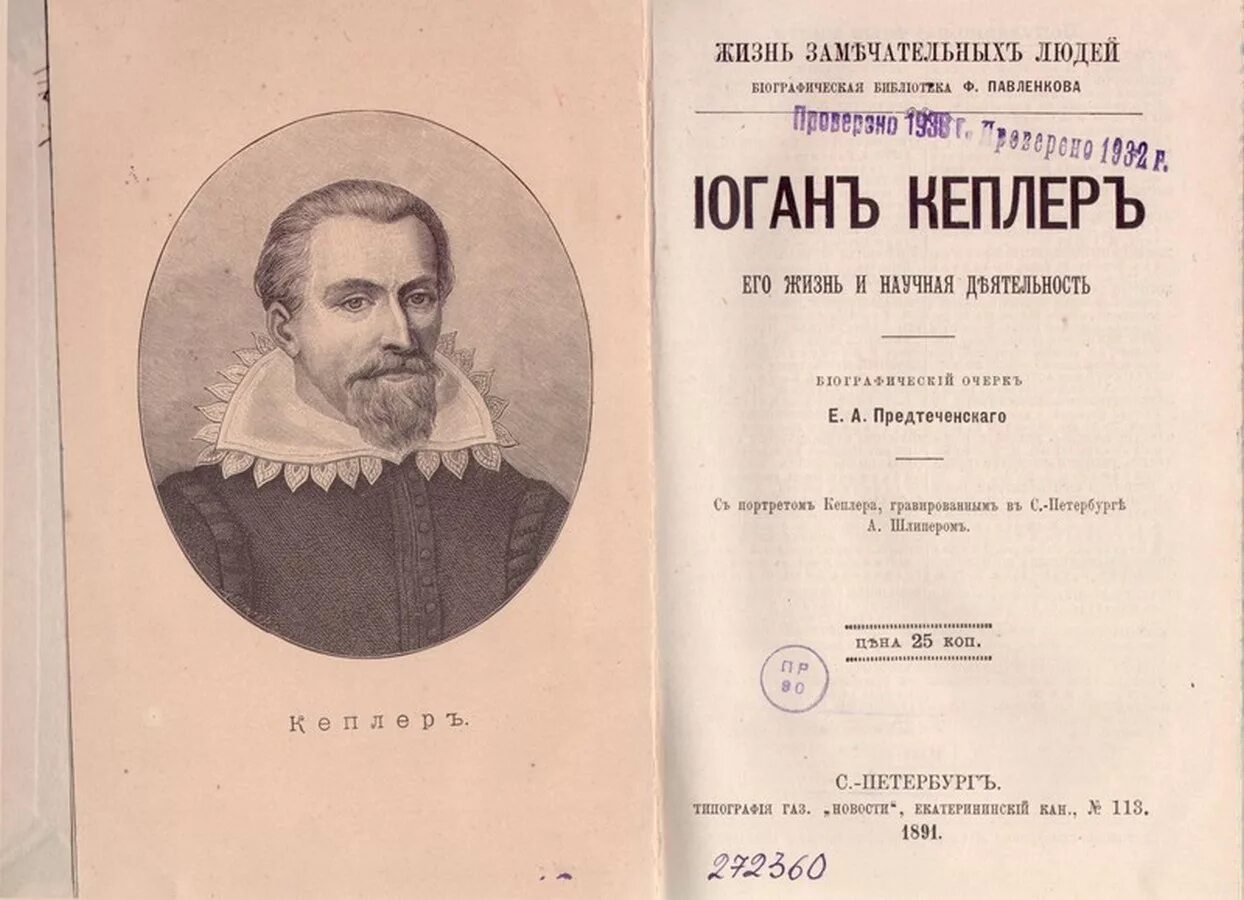 Кеплеръ.
ЖИЗНЬ ЗАМѢЧАТЕЛЬНЫХЪ ЛЮДЕЙ
БІОГРАФИЧЕСКАЯ БИБЛІОТЕКА Ф. ПАВЛЕНКОВА
Проверено 1938 г. Проверено 1932 г.
ІОГАНЪ КЕПЛЕРЪ
ЕГО ЖИЗНЬ И НАУЧНАЯ ДѢЯТЕЛЬНОСТЬ
БІОГРАФИЧЕСКІЙ ОЧЕРКЪ
Е. А. Предтеченскаго
Съ портретомъ Кеплера, гравированнымъ въ С.-Петербургѣ
А. Шлиперомъ.
ЦѢНА 25 КОП.
ПР
80
С.-ПЕТЕРБУРГЪ.
ТИПОГРАФІЯ ГАЗ. „НОВОСТИ“, ЕКАТЕРИНИНСКІЙ КАН., № 113.
1891.
272360